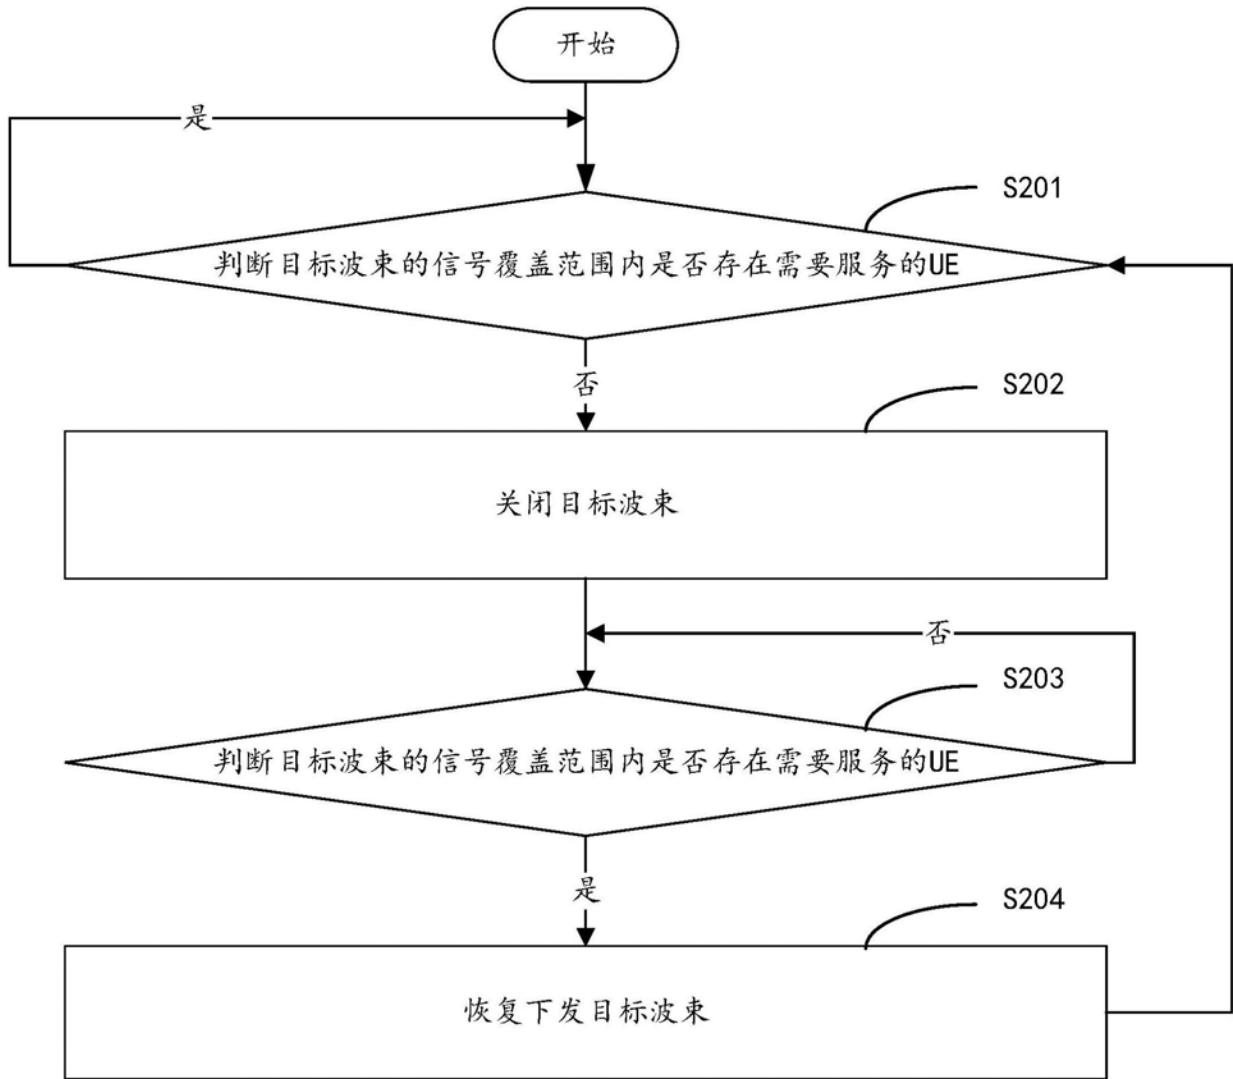 开始
是
S201
判断目标波束的信号覆盖范围内是否存在需要服务的UE
否
S202
关闭目标波束
否
S203
判断目标波束的信号覆盖范围内是否存在需要服务的UE
是
S204
恢复下发目标波束